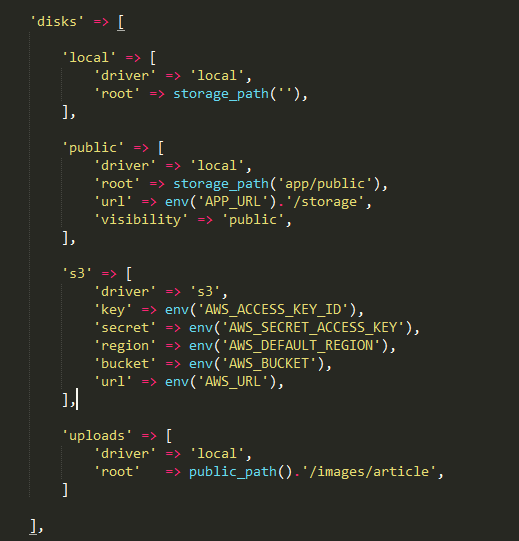 'disks' => [
'local' => [
'driver' => 'local',
'root' => storage_path(''),
],
'public' => [
'driver' => 'local',
'root' => storage_path('app/public'),
'url' => env('APP_URL').'/storage',
'visibility' => 'public',
],
's3' => [
'driver' => 's3',
'key' => env('AWS_ACCESS_KEY_ID'),
'secret' => env('AWS_SECRET_ACCESS_KEY'),
'region' => env('AWS_DEFAULT_REGION'),
'bucket' => env('AWS_BUCKET'),
'url' => env('AWS_URL'),
],
'uploads' => [
'driver' => 'local',
'root'   => public_path().'/images/article',
]
],